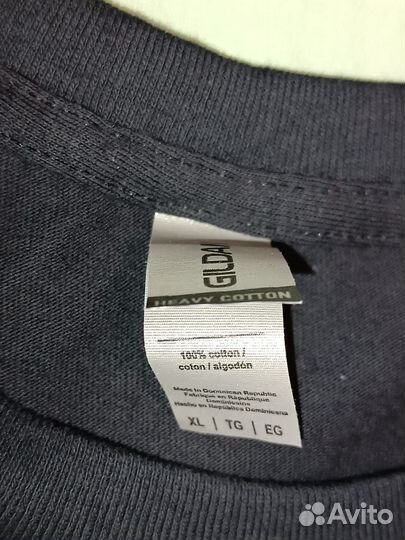 GILDAN
HEAVY COTTON
100% cotton /
coton / algodón
Made in Dominican Republic
Fabriqué en République
Dominicaine
Hecho en República Dominicana
XL | TG | EG
Avito